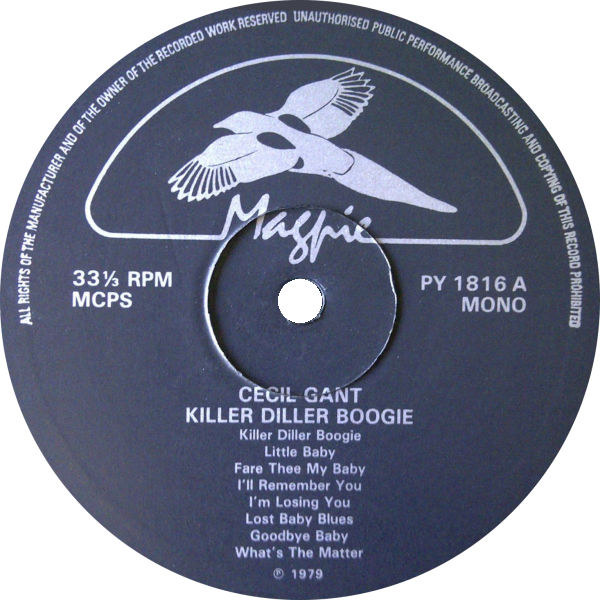 ALL RIGHTS OF THE MANUFACTURER AND OF THE OWNER OF THE RECORDED WORK RESERVED UNAUTHORISED PUBLIC PERFORMANCE BROADCASTING AND COPYING OF THIS RECORD PROHIBITED
Magpie
33⅓ RPM
MCPS
PY 1816 A
MONO
CECIL GANT
KILLER DILLER BOOGIE
Killer Diller Boogie
Little Baby
Fare Thee My Baby
I'll Remember You
I'm Losing You
Lost Baby Blues
Goodbye Baby
What's The Matter
℗ 1979